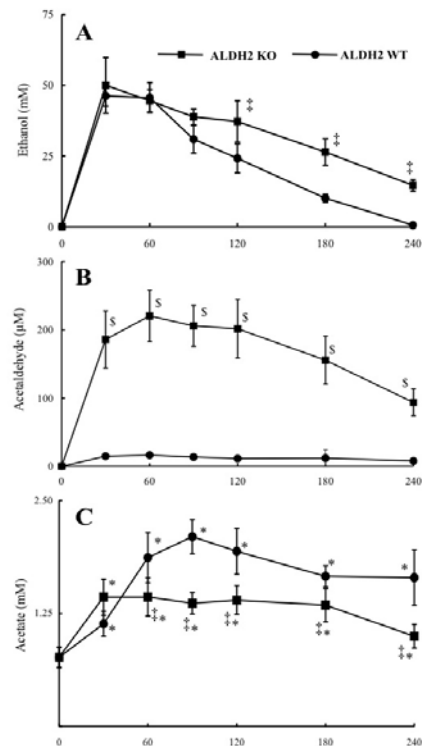 75
A
ALDH2 KO
ALDH2 WT
50
Ethanol (mM)
25
‡
‡
‡
0
0 60 120 180 240
300
B
200
Acetaldehyde (µM)
100
$ $ $ $ $ $
0
0 60 120 180 240
2.50
C
Acetate (mM)
1.25
* * * * * *
* ‡* ‡* ‡* ‡* ‡*
0 60 120 180 240